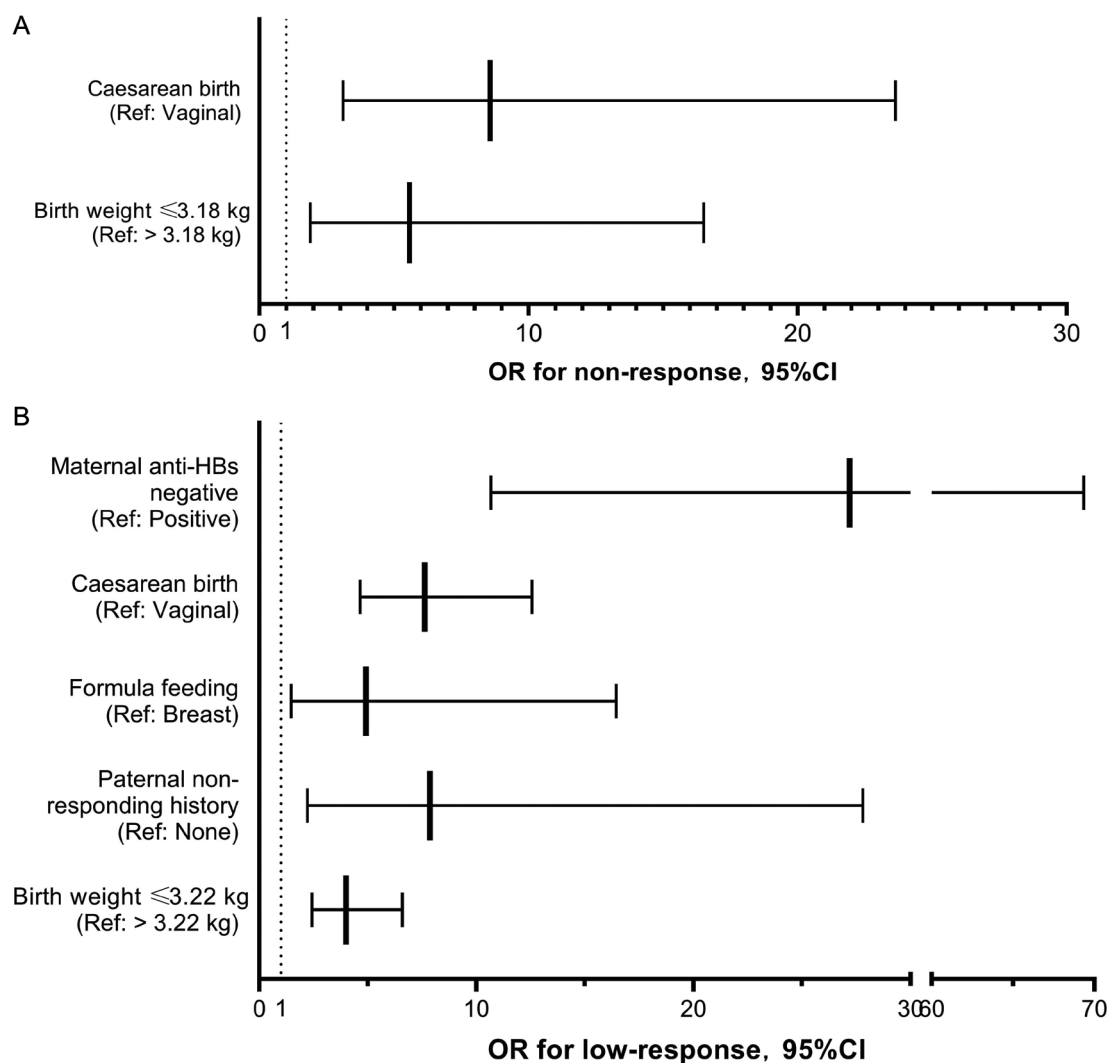 A
Caesarean birth
(Ref: Vaginal)
Birth weight ⩽3.18 kg
(Ref: > 3.18 kg)
0 1 10 20 30
OR for non-response, 95%CI
B
Maternal anti-HBs
negative
(Ref: Positive)
Caesarean birth
(Ref: Vaginal)
Formula feeding
(Ref: Breast)
Paternal non-
responding history
(Ref: None)
Birth weight ⩽3.22 kg
(Ref: > 3.22 kg)
0 1 10 20 30 60 70
OR for low-response, 95%CI